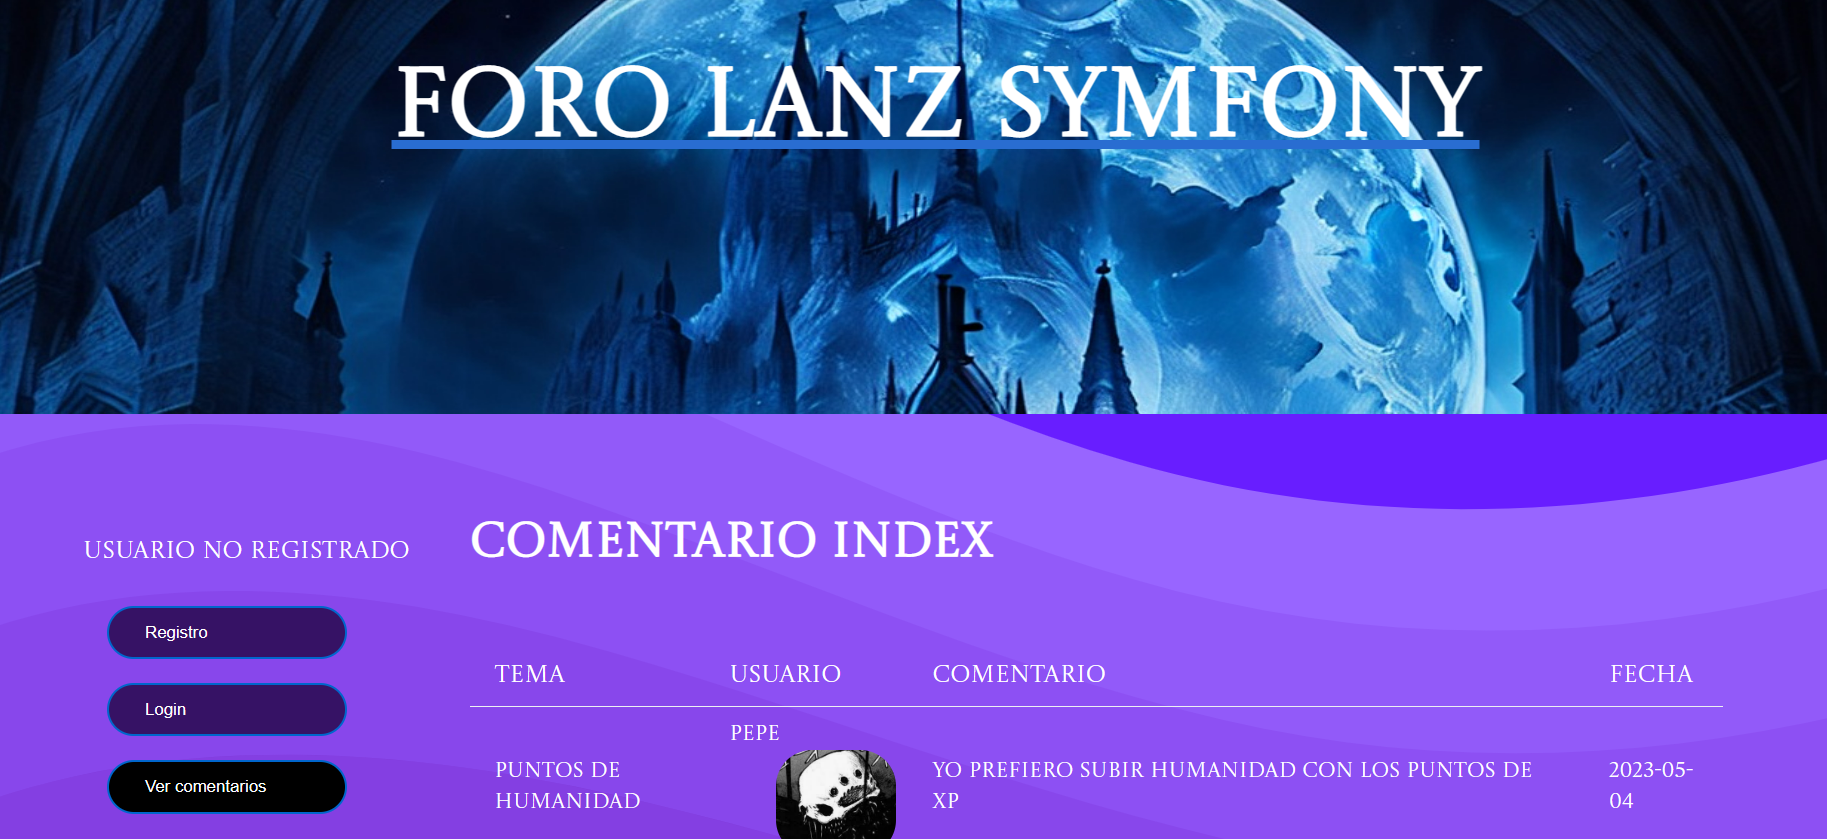 FORO LANZ SYMFONY
USUARIO NO REGISTRADO
Registro
Login
Ver comentarios
COMENTARIO INDEX
TEMA USUARIO COMENTARIO FECHA
PEPE
PUNTOS DE
HUMANIDAD
YO PREFIERO SUBIR HUMANIDAD CON LOS PUNTOS DE
XP
2023-05-
04